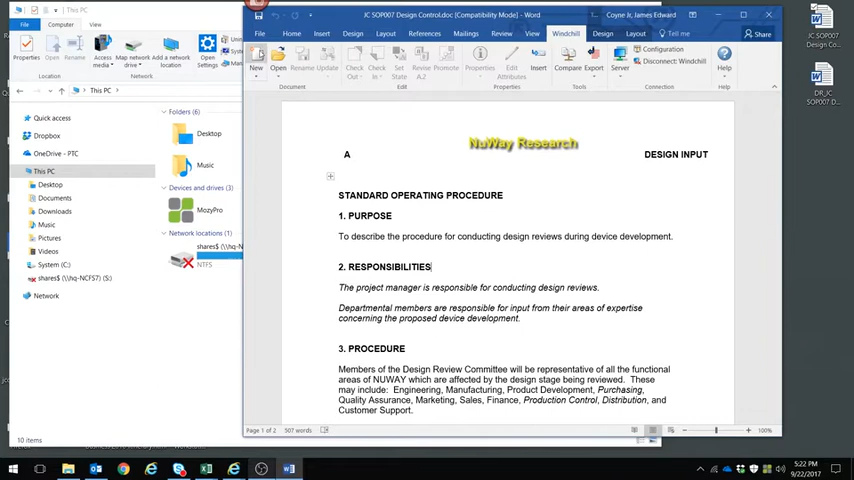 This PC
File
Computer
Properties
Open
Rename
Access media
Map network drive
Add a network location
Open Settings
Location
Network
This PC
Quick access
Dropbox
OneDrive - PTC
This PC
Desktop
Documents
Downloads
Music
Pictures
Videos
System (C:)
shares$ (\\hq-NCFS7) (S:)
Network
10 items
Folders (6)
Desktop
Music
Devices and drives (3)
MozyPro
Network locations (1)
shares$ (\\hq-N
NTFS
JC SOP007 Design Control.doc [Compatibility Mode] - Word
Coyne Jr, James Edward
File
Home
Insert
Design
Layout
References
Mailings
Review
View
Windchill
Design
Layout
Tell me
Share
New
Open
Rename
Update
Check In
Check Out
Set State
Revise A.2
Promote
Properties
Edit Attributes
Insert
Compare
Export
Server
Configuration
Disconnect: Windchill
Help
Document
Edit
Tools
Connection
NuWay Research
A
DESIGN INPUT
STANDARD OPERATING PROCEDURE
1. PURPOSE
To describe the procedure for conducting design reviews during device development.
2. RESPONSIBILITIES
The project manager is responsible for conducting design reviews.
Departmental members are responsible for input from their areas of expertise
concerning the proposed device development.
3. PROCEDURE
Members of the Design Review Committee will be representative of all the functional
areas of NUWAY which are affected by the design stage being reviewed. These
may include: Engineering, Manufacturing, Product Development, Purchasing,
Quality Assurance, Marketing, Sales, Finance, Production Control, Distribution, and
Customer Support.
Page 1 of 2
507 words
100%
JC SOP007
Design Co...
DR_JC
SOP007 D...
5:22 PM
9/22/2017